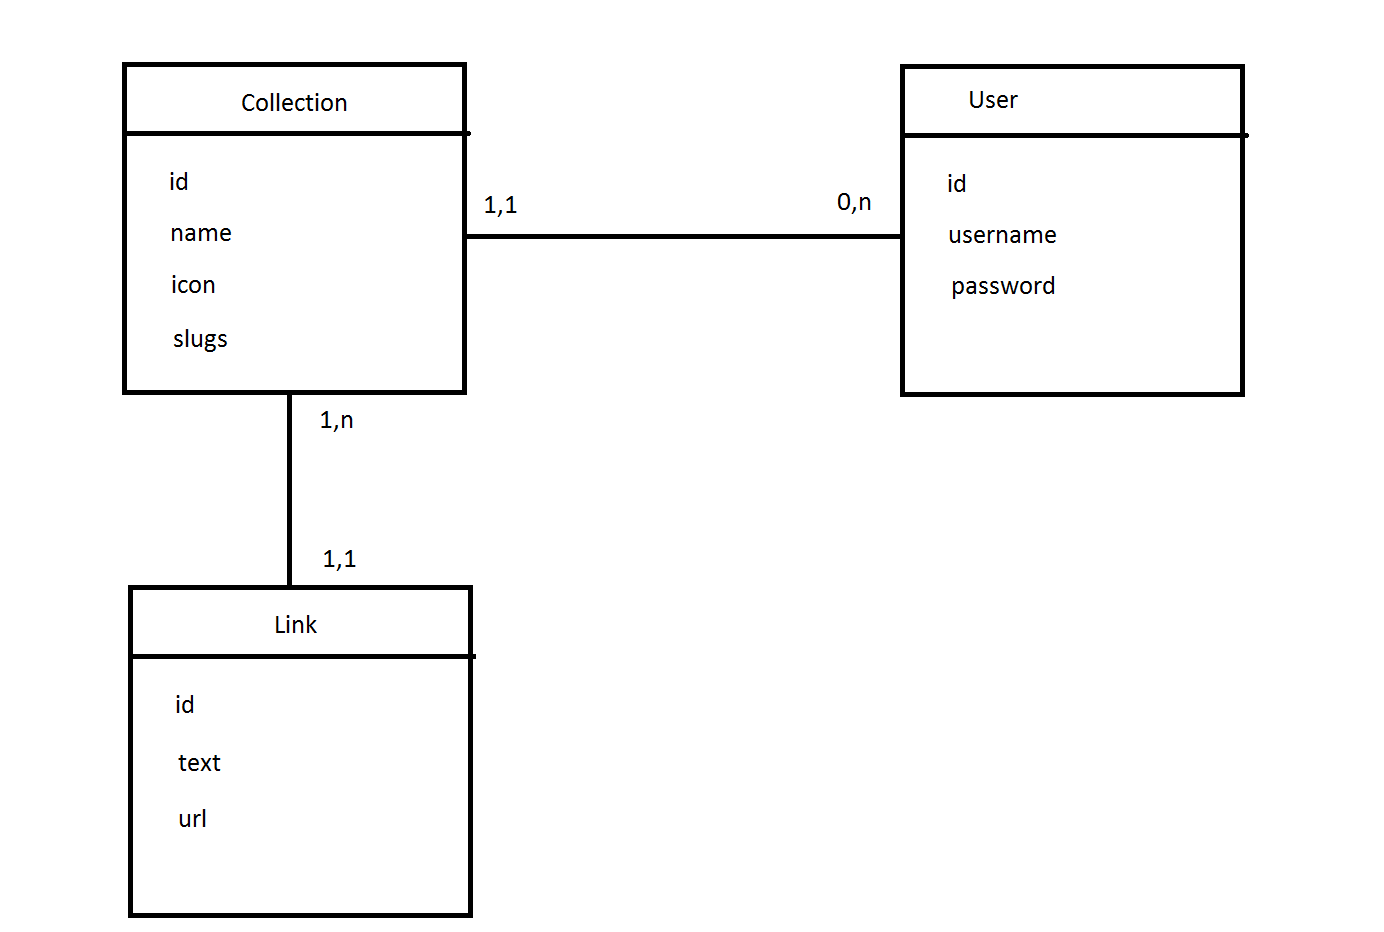 Collection
id
name
icon
slugs
1,1
0,n
User
id
username
password
1,n
1,1
Link
id
text
url